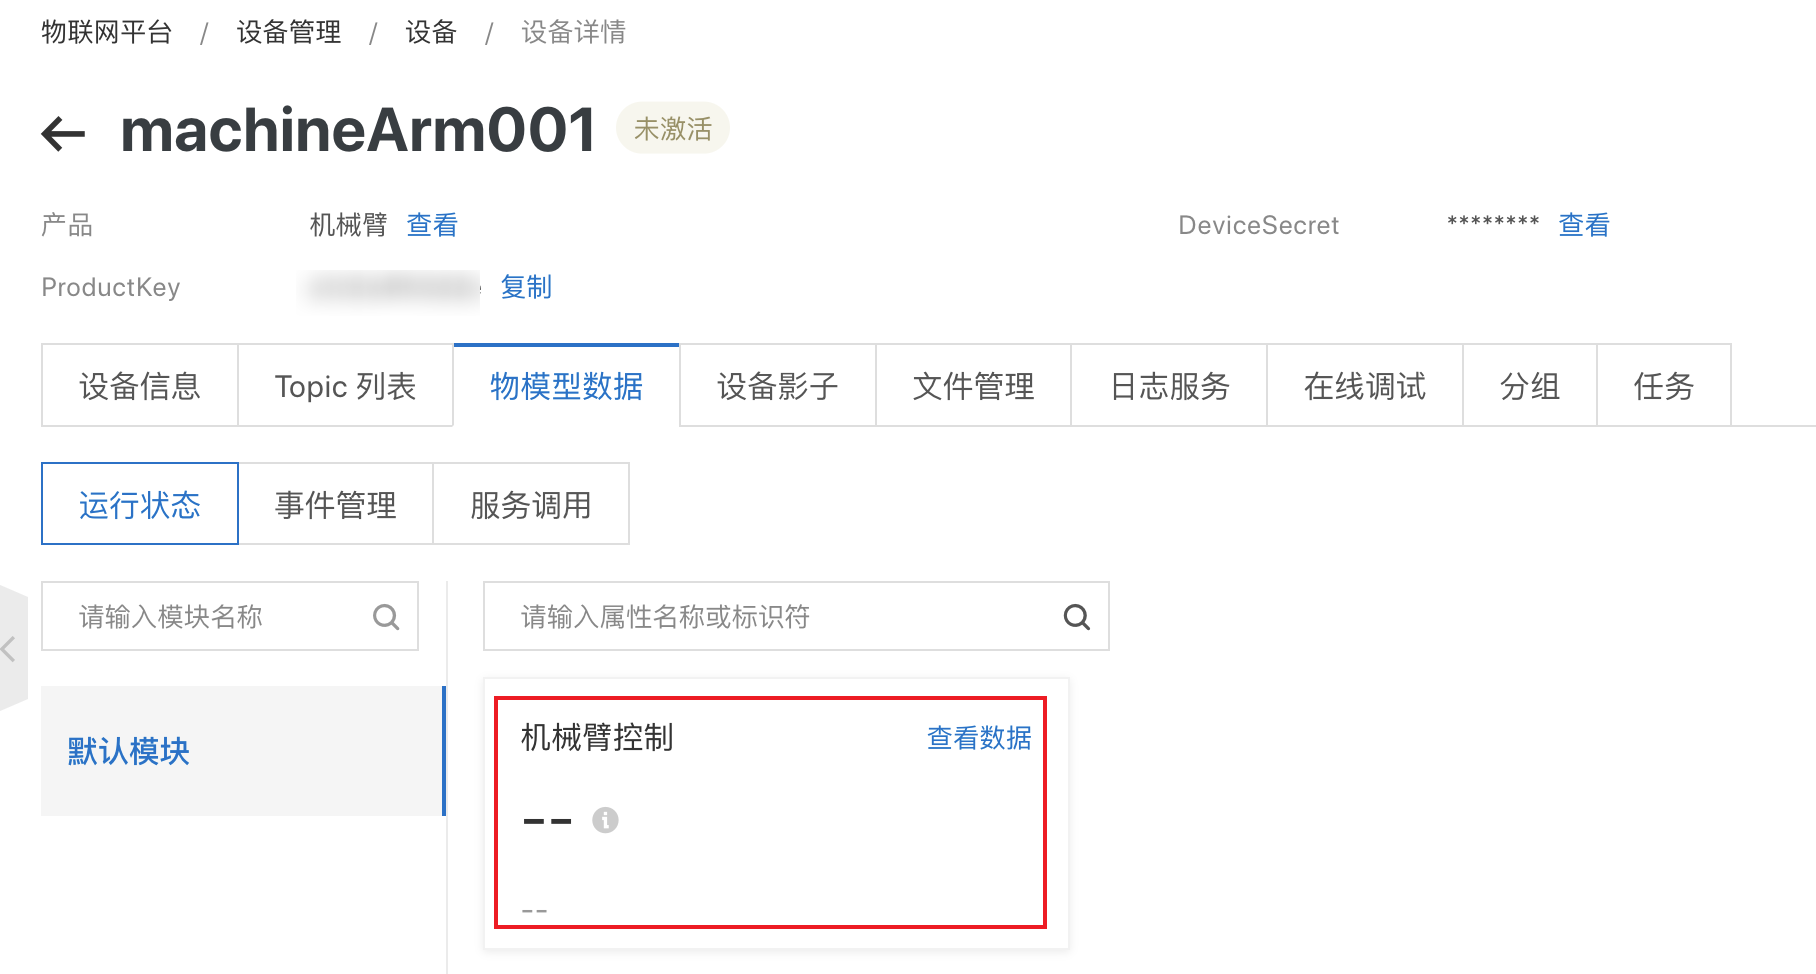 物联网平台 / 设备管理 / 设备 / 设备详情
machineArm001 未激活
产品 机械臂 查看 DeviceSecret ******** 查看
ProductKey 复制
设备信息 Topic 列表 物模型数据 设备影子 文件管理 日志服务 在线调试 分组 任务
运行状态 事件管理 服务调用
请输入模块名称 请输入属性名称或标识符
默认模块
机械臂控制 查看数据
--
--